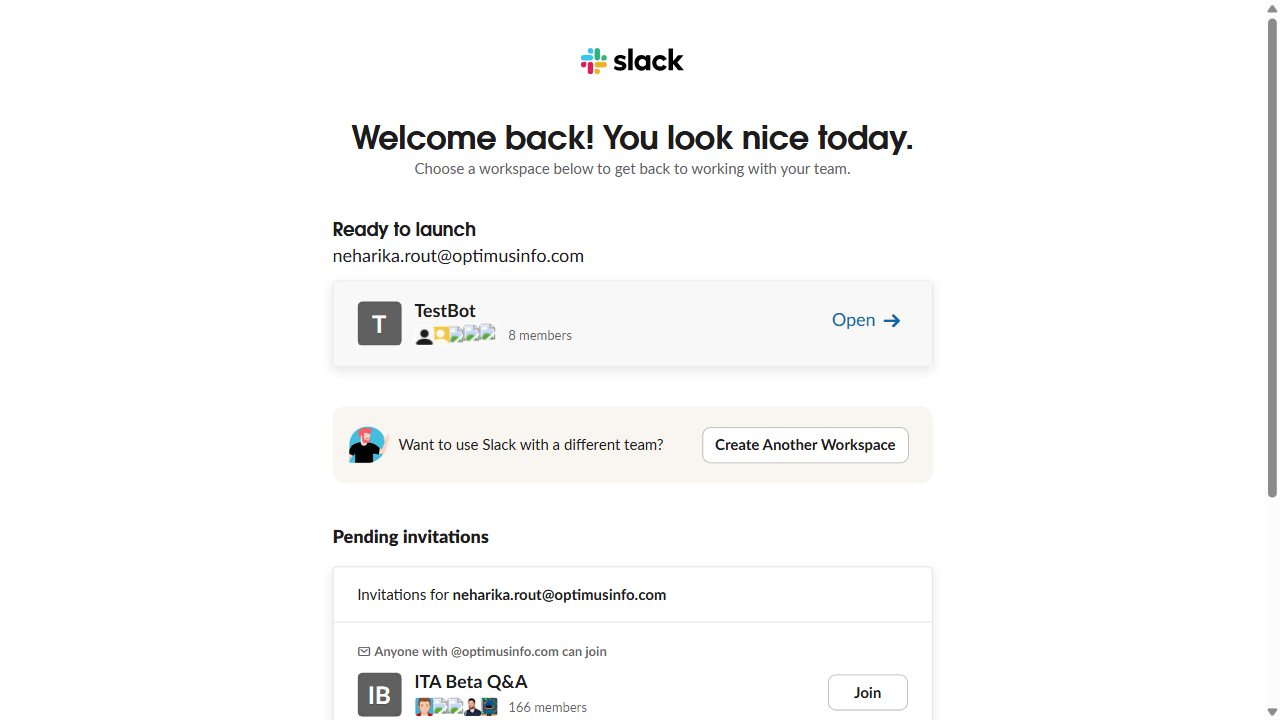 slack
Welcome back! You look nice today.
Choose a workspace below to get back to working with your team.
Ready to launch
neharika.rout@optimusinfo.com
T
TestBot
8 members
Open
Want to use Slack with a different team?
Create Another Workspace
Pending invitations
Invitations for neharika.rout@optimusinfo.com
Anyone with @optimusinfo.com can join
IB
ITA Beta Q&A
166 members
Join